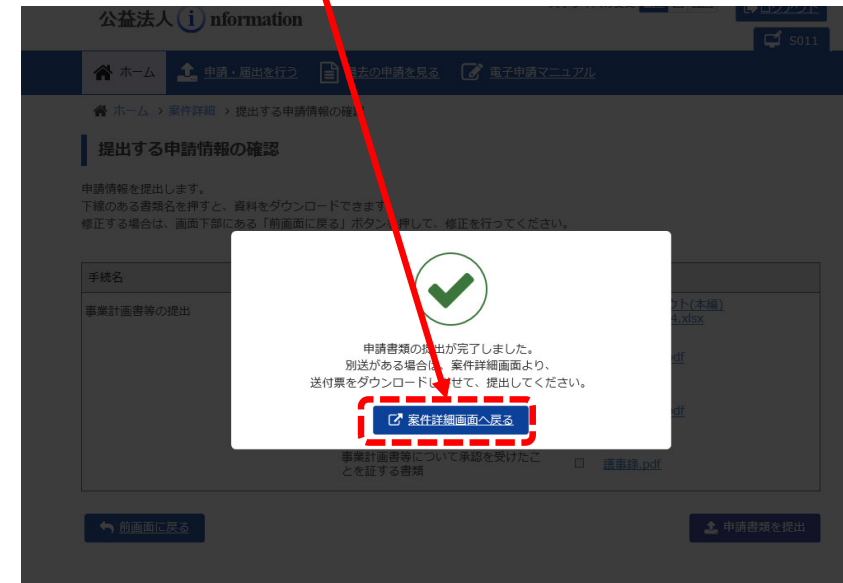 公益法人 i nformation
ログアウト
S011
ホーム
申請・届出を行う
過去の申請を見る
電子申請マニュアル
ホーム > 案件詳細 > 提出する申請情報の確認
提出する申請情報の確認
申請情報を提出します。
下線のある書類名を押すと、資料をダウンロードできます
修正する場合は、画面下部にある「前画面に戻る」ボタンを押して、修正を行ってください。
手続名
事業計画書等の提出
ウト(本編)
4.xlsx
df
申請書類の提出が完了しました。
別送がある場合は、案件詳細画面より、
送付票をダウンロードし
せて、提出してください。
案件詳細画面へ戻る
df
事業計画書等について承認を受けたこ
とを証する書類
議事録.pdf
前画面に戻る
申請書類を提出